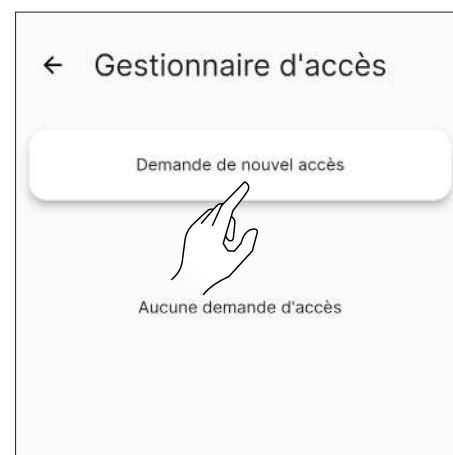 Gestionnaire d'accès
Demande de nouvel accès
Aucune demande d'accès